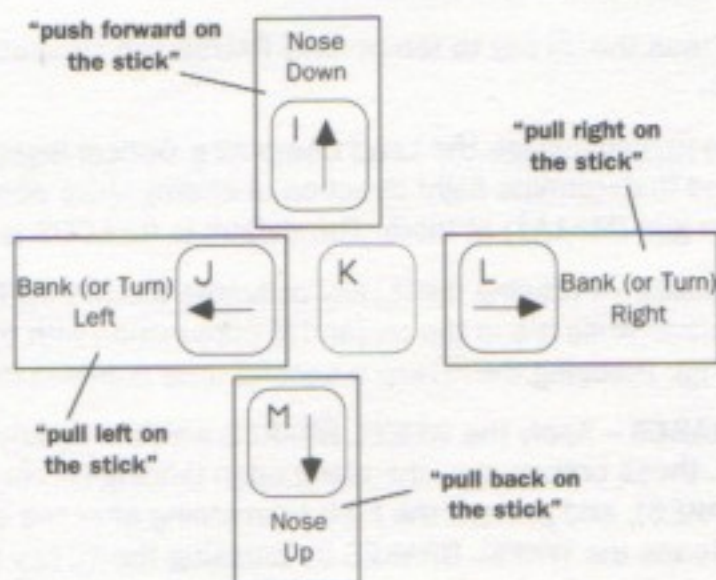 “push forward on
the stick”
Nose
Down
I
“pull right on
the stick”
Bank (or Turn)
Left
J
K
L
Bank (or Turn)
Right
“pull left on
the stick”
M
Nose
Up
“pull back on
the stick”